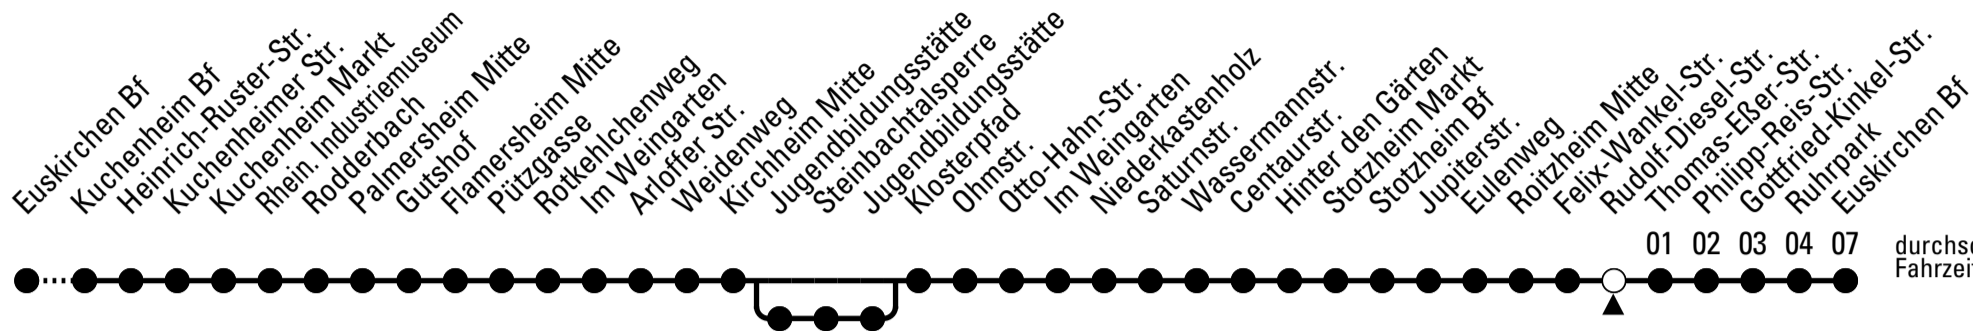 Euskirchen Bf
Kuchenheim Bf
Heinrich-Ruster-Str.
Kuchenheimer Str.
Kuchenheim Markt
Rhein. Industriemuseum
Rodderbach
Palmersheim Mitte
Gutshof
Flamersheim Mitte
Pützgasse
Rotkehlchenweg
Im Weingarten
Arloffer Str.
Weidenweg
Kirchheim Mitte
Jugendbildungsstätte
Steinbachtalsperre
Jugendbildungsstätte
Klosterpfad
Ohmstr.
Otto-Hahn-Str.
Im Weingarten
Niederkastenholz
Saturnstr.
Wassermannstr.
Centaurstr.
Hinter den Gärten
Stotzheim Markt
Stotzheim Bf
Jupiterstr.
Eulenweg
Roitzheim Mitte
Felix-Wankel-Str.
Rudolf-Diesel-Str.
Thomas-Eßer-Str.
Philipp-Reis-Str.
Gottfried-Kinkel-Str.
Ruhrpark
Euskirchen Bf
01 02 03 04 07
durchs
Fahrzei